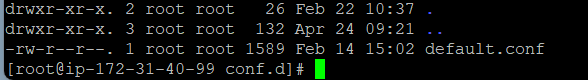 drwxr-xr-x. 2 root root   26 Feb 22 10:37 .
drwxr-xr-x. 3 root root  132 Apr 24 09:21 ..
-rw-r--r--. 1 root root 1589 Feb 14 15:02 default.conf
[root@ip-172-31-40-99 conf.d]#